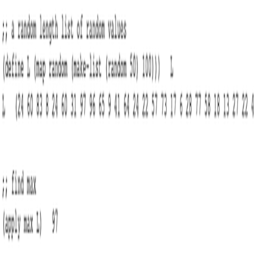 ;; a random length list of random values
(define L (map random (make-list (random 50) 100))) L
L (24 60 83 8 24 60 31 97 96 65 9 41 64 24 22 57 73 17 6 28 77 58 18 13 27 22 4
;; find max
(apply max L) 97